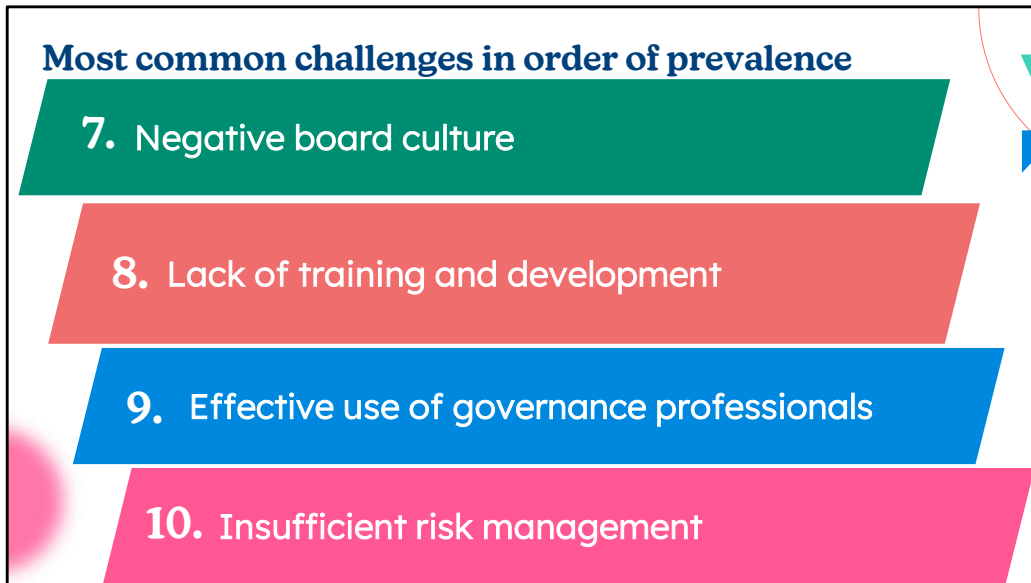 Most common challenges in order of prevalence
7. Negative board culture
8. Lack of training and development
9. Effective use of governance professionals
10. Insufficient risk management